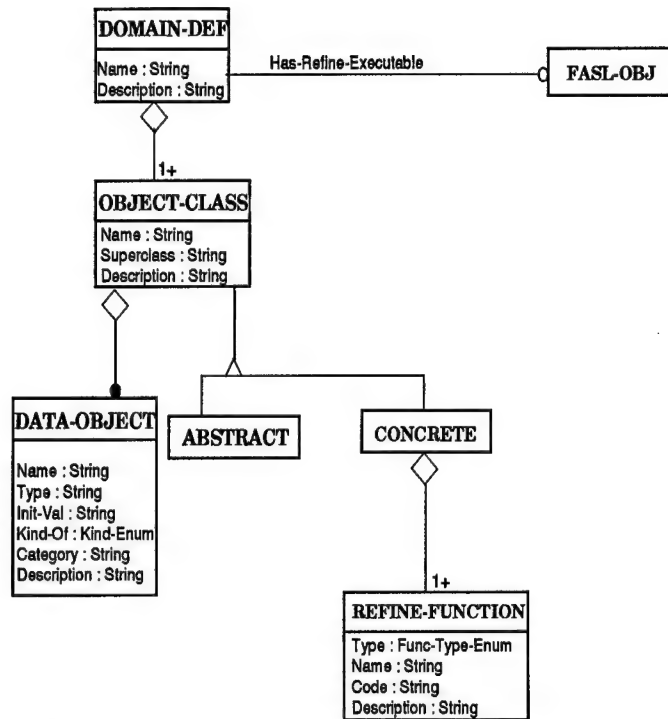 DOMAIN-DEF
Name : String
Description : String
Has-Refine-Executable
FASL-OBJ
1+
OBJECT-CLASS
Name : String
Superclass : String
Description : String
DATA-OBJECT
Name : String
Type : String
Init-Val : String
Kind-Of : Kind-Enum
Category : String
Description : String
ABSTRACT
CONCRETE
1+
REFINE-FUNCTION
Type : Func-Type-Enum
Name : String
Code : String
Description : String